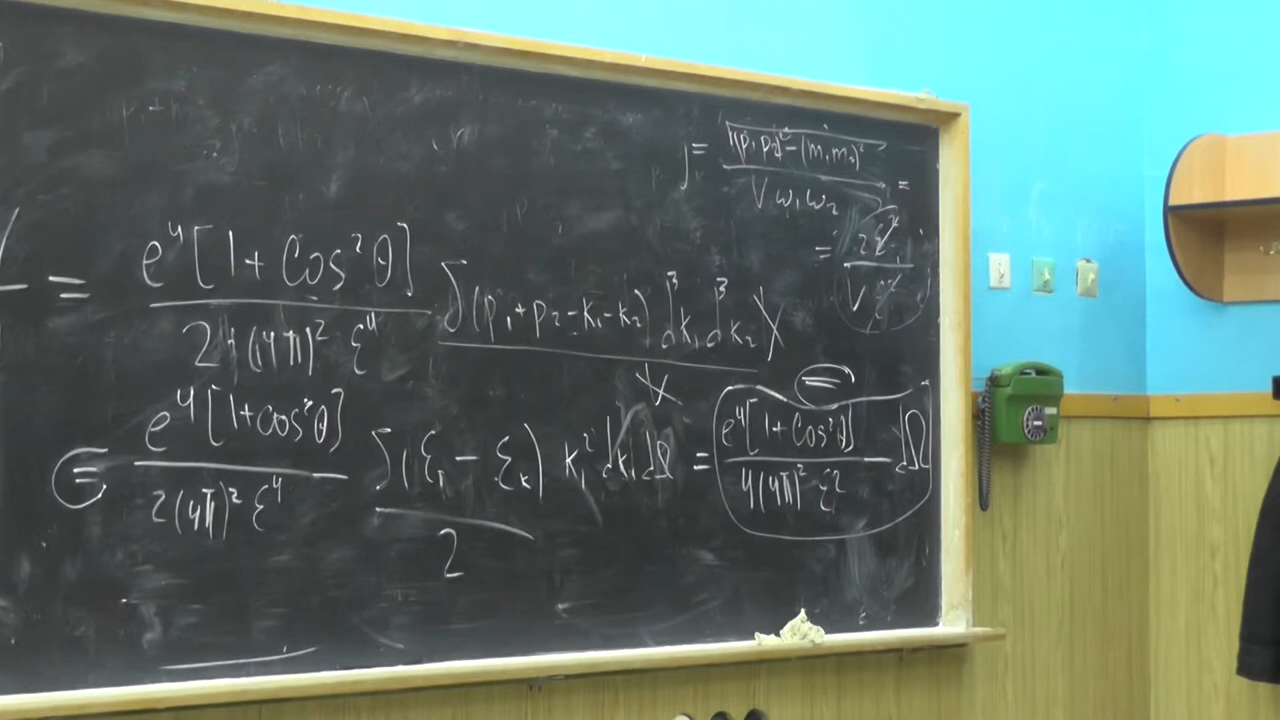 j = √(p₁p₂)² - (m₁m₂)² / V ω₁ω₂ =
= 2ε² / V ε²
= e⁴[1 + Cos²θ] / 2 (4π)² ε⁴ δ(p₁ + p₂ - k₁ - k₂) d³k₁ d³k₂
= e⁴[1 + cos²θ] / 2(4π)² ε⁴ δ(εₚ - εₖ) / 2 k₁² dk₁ dΩ = e⁴[1 + Cos²θ] / 4(4π)² ε² dΩ